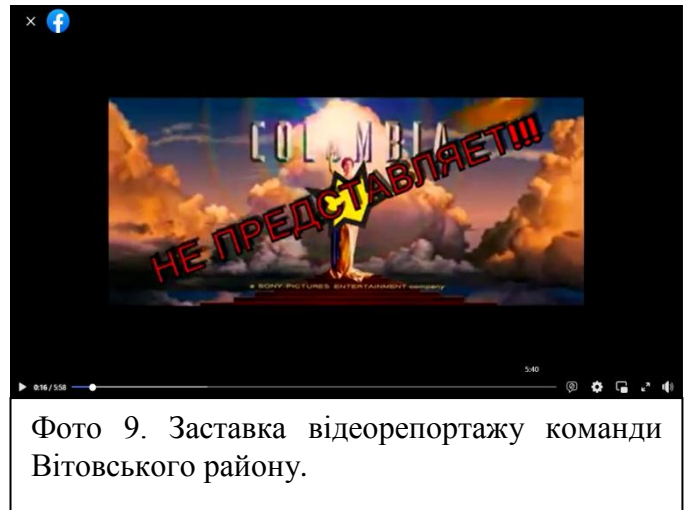 COLUMBIA
НЕ ПРЕДСТАВЛЯЕТ!!!
a SONY PICTURES ENTERTAINMENT company
5:40
0:16 / 5:58
Фото 9. Заставка відеорепортажу команди
Вітовського району.